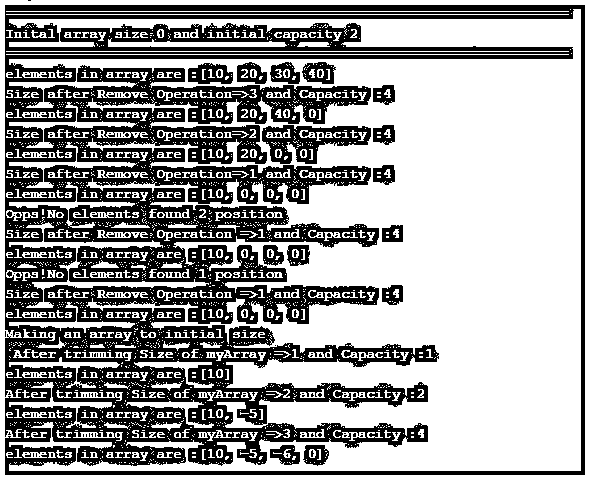 Inital array size 0 and initial capacity 2
elements in array are :[10, 20, 30, 40]
Size after Remove Operation=>3 and Capacity :4
elements in array are :[10, 20, 40, 0]
Size after Remove Operation=>2 and Capacity :4
elements in array are :[10, 20, 0, 0]
Size after Remove Operation=>1 and Capacity :4
elements in array are :[10, 0, 0, 0]
Opps!No elements found 2 position
Size after Remove Operation =>1 and Capacity :4
elements in array are :[10, 0, 0, 0]
Opps!No elements found 1 position
Size after Remove Operation =>1 and Capacity :4
elements in array are :[10, 0, 0, 0]
Making an array to initial size
After trimming Size of myArray =>1 and Capacity :1
elements in array are :[10]
After trimming Size of myArray =>2 and Capacity :2
elements in array are :[10, -5]
After trimming Size of myArray =>3 and Capacity :4
elements in array are :[10, -5, -6, 0]